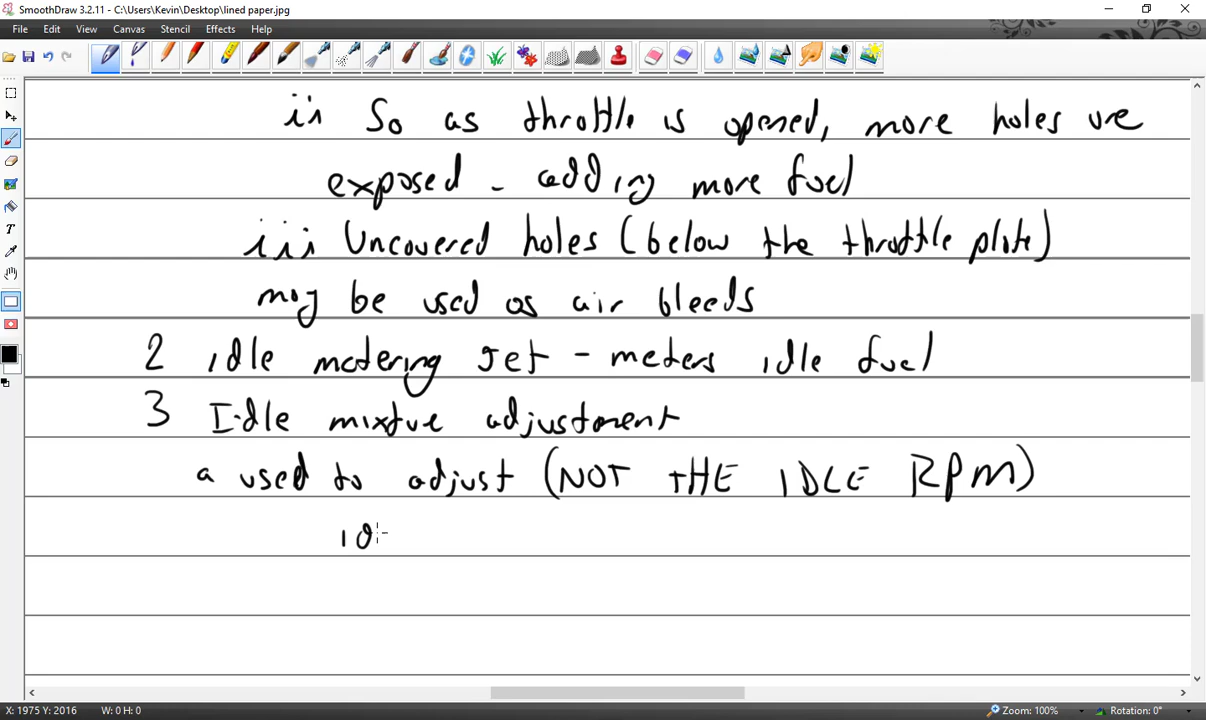 SmoothDraw 3.2.11 - C:\Users\Kevin\Desktop\lined paper.jpg
File Edit View Canvas Stencil Effects Help
ii So as throttle is opened, more holes are
exposed - adding more fuel
iii Uncovered holes (below the throttle plate)
may be used as air bleeds
2 idle metering jet - meters idle fuel
3 Idle mixture adjustment
a used to adjust (NOT THE IDLE RPM)
X: 1975 Y: 2016 W: 0 H: 0 Zoom: 100% Rotation: 0°